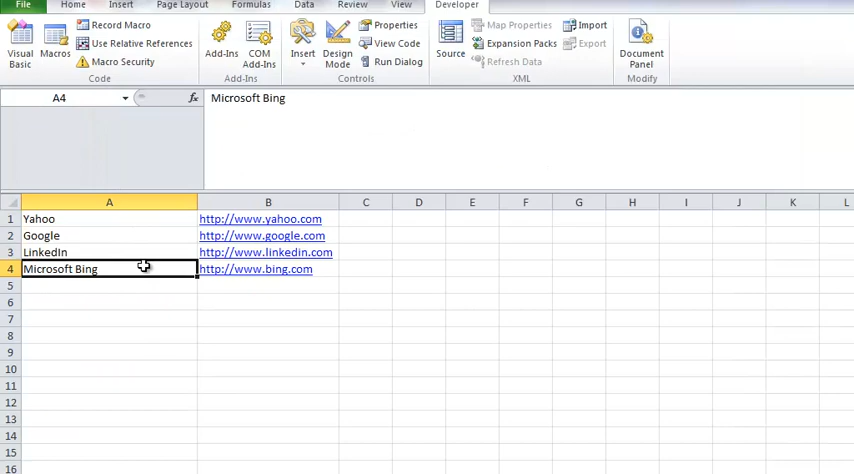 File Home Insert Page Layout Formulas Data Review View Developer
Visual Basic
Macros
Record Macro
Use Relative References
Macro Security
Code
Add-Ins
COM Add-Ins
Add-Ins
Insert
Design Mode
Properties
View Code
Run Dialog
Controls
Source
Map Properties
Expansion Packs
Refresh Data
Import
Export
XML
Document Panel
Modify
A4 fx Microsoft Bing
A B C D E F G H I J K L
1 Yahoo http://www.yahoo.com
2 Google http://www.google.com
3 LinkedIn http://www.linkedin.com
4 Microsoft Bing http://www.bing.com
5
6
7
8
9
10
11
12
13
14
15
16